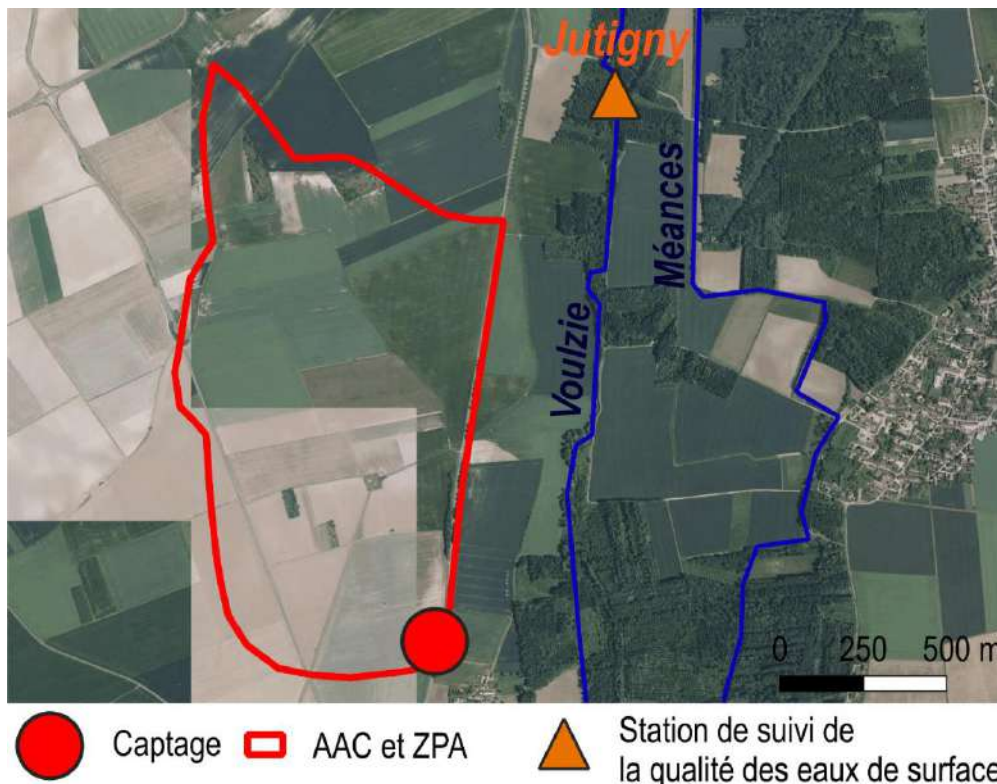 Jutigny
Méances
Voulzie
0 250 500 m
Captage
AAC et ZPA
Station de suivi de
la qualité des eaux de surface